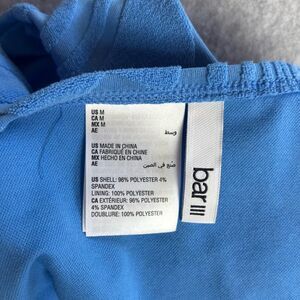 US M
CA M
MX M
AE وسط
US MADE IN CHINA
CA FABRIQUÉ EN CHINE
MX HECHO EN CHINA
AE صنع في الصين
US SHELL: 96% POLYESTER 4%
SPANDEX
LINING: 100% POLYESTER
CA EXTÉRIEUR: 96% POLYESTER
4% SPANDEX
DOUBLURE: 100% POLYESTER
bar III